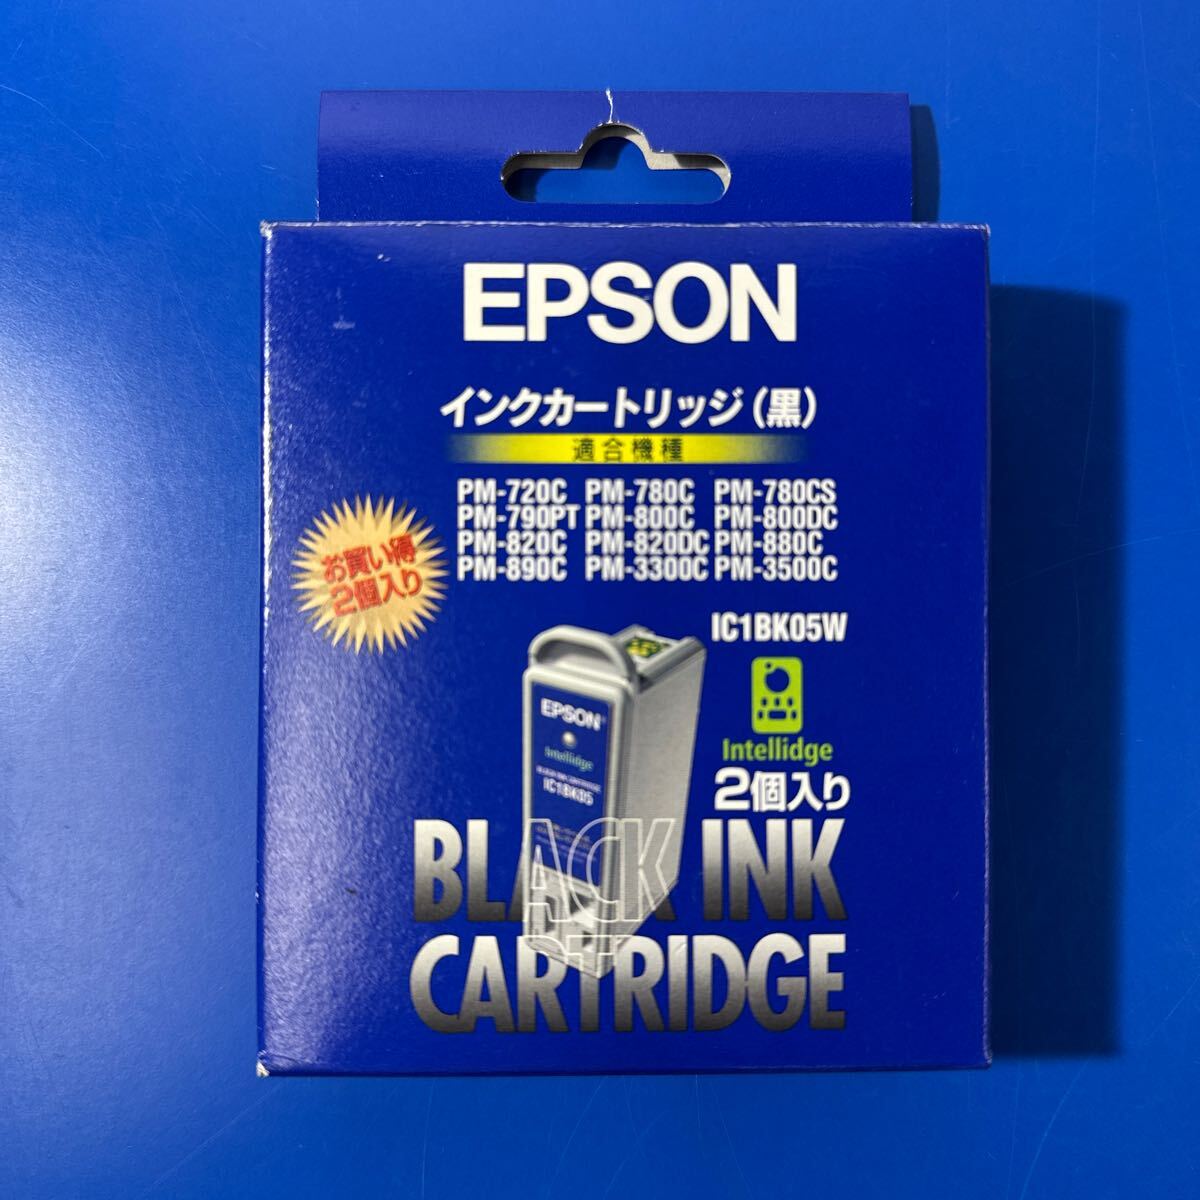 EPSON
インクカートリッジ(黒)
適合機種
PM-720C PM-780C PM-780CS
PM-790PT PM-800C PM-800DC
PM-820C PM-820DC PM-880C
PM-890C PM-3300C PM-3500C
お買い得
2個入り
IC1BK05W
Intellidge
2個入り
EPSON
Intellidge
BLACK INK CARTRIDGE
IC1BK05
BLACK INK
CARTRIDGE